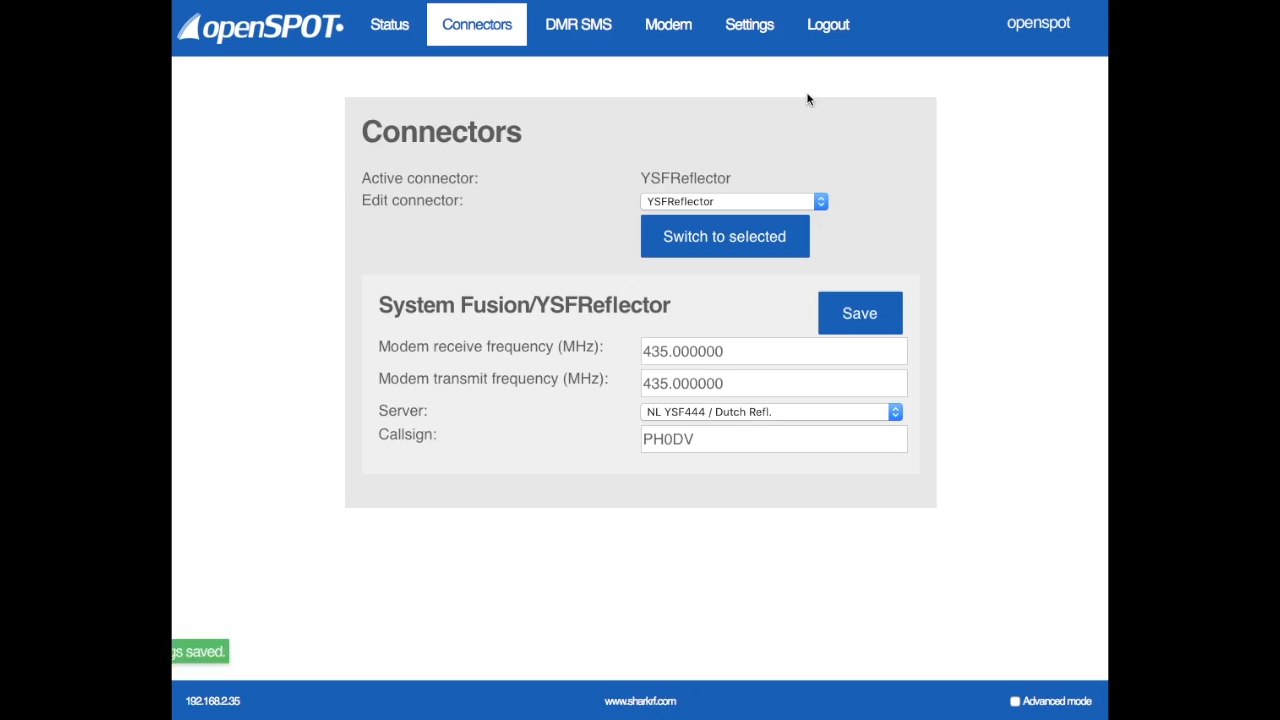 openSPOT Status Connectors DMR SMS Modem Settings Logout openspot
Connectors
Active connector: YSFReflector
Edit connector: YSFReflector
Switch to selected
System Fusion/YSFReflector Save
Modem receive frequency (MHz): 435.000000
Modem transmit frequency (MHz): 435.000000
Server: NL YSF444 / Dutch Refl.
Callsign: PH0DV
gs saved.
192.168.2.35 www.sharkrf.com Advanced mode